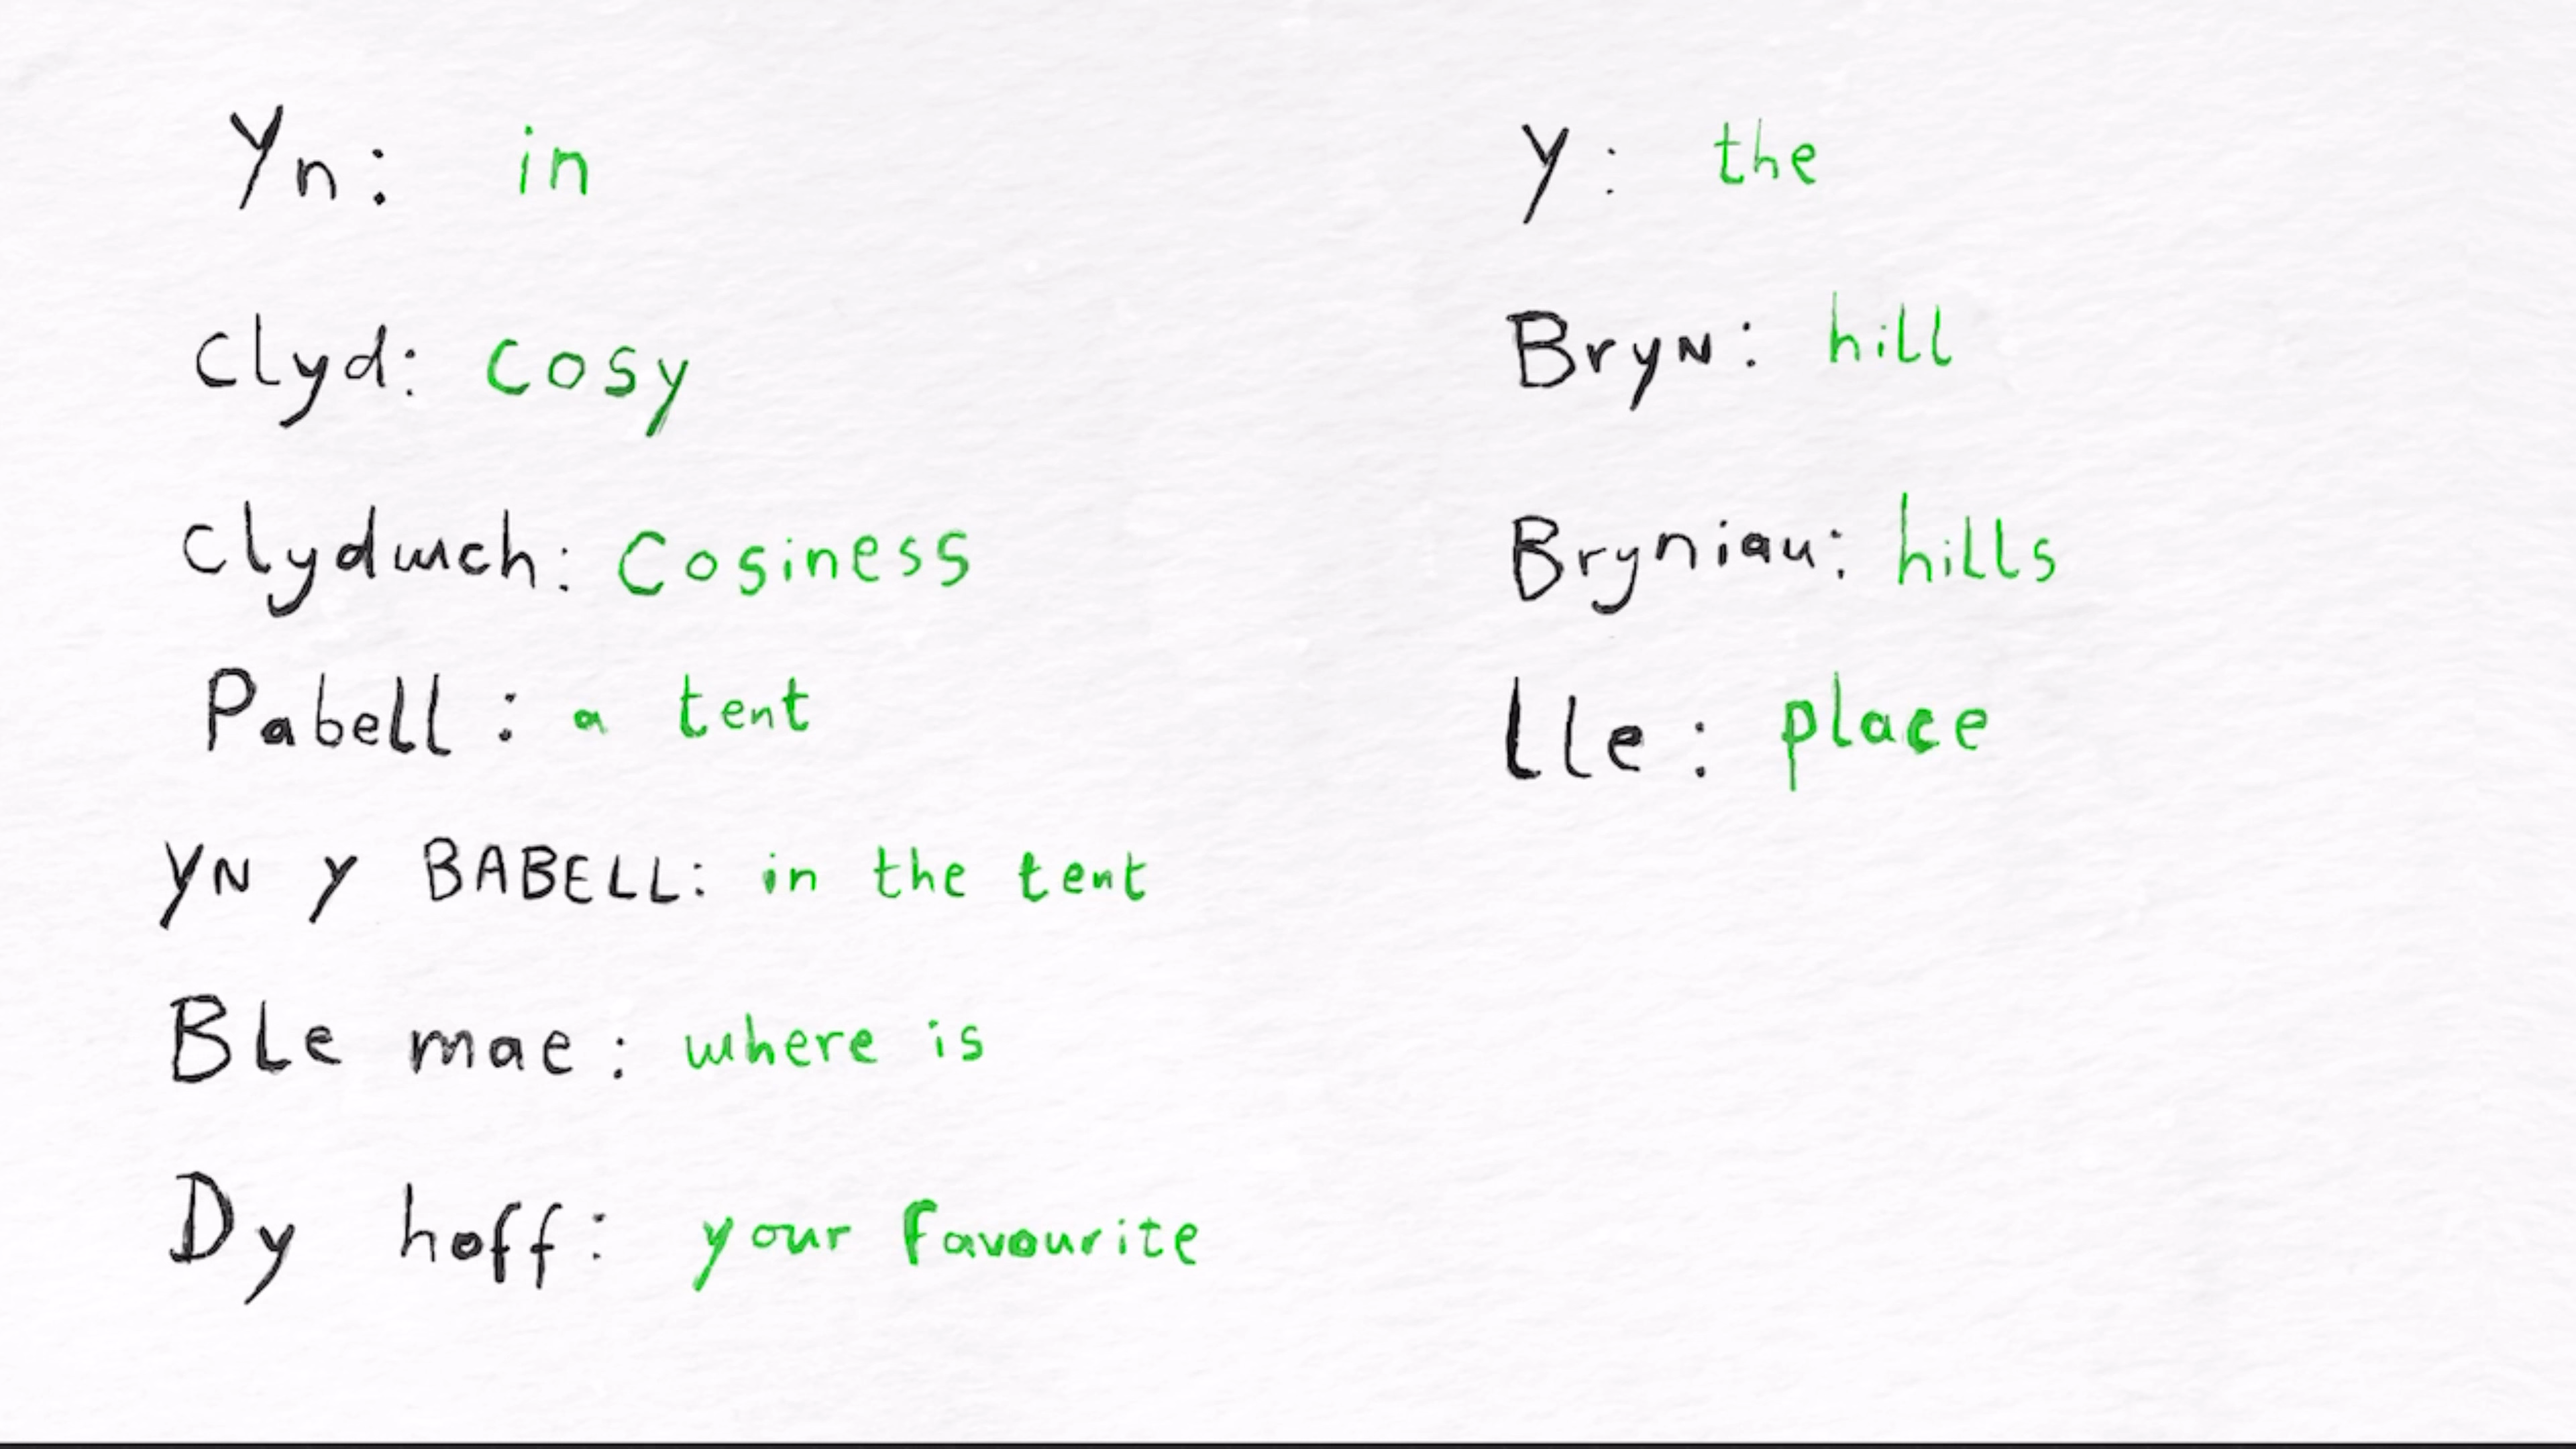 Yn: in
Clyd: cosy
Clydwch: Cosiness
Pabell: a tent
YN Y BABELL: in the tent
Ble mae: where is
Dy hoff: your favourite
Y: the
Bryn: hill
Bryniau: hills
Lle: place